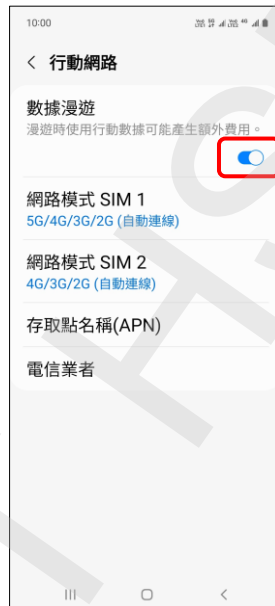 10:00
行動網路
數據漫遊
漫遊時使用行動數據可能產生額外費用。
網路模式 SIM 1
5G/4G/3G/2G (自動連線)
網路模式 SIM 2
4G/3G/2G (自動連線)
存取點名稱(APN)
電信業者